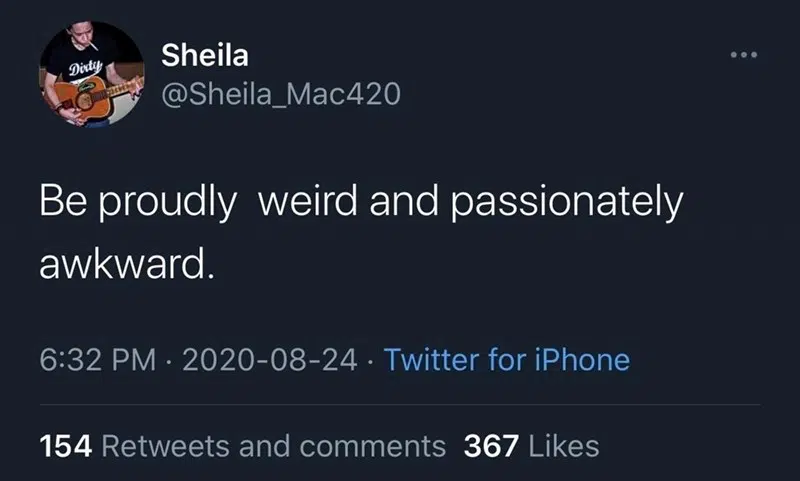 Dirty
Sheila
@Sheila_Mac420
Be proudly  weird and passionately
awkward.
6:32 PM · 2020-08-24 · Twitter for iPhone
154 Retweets and comments 367 Likes